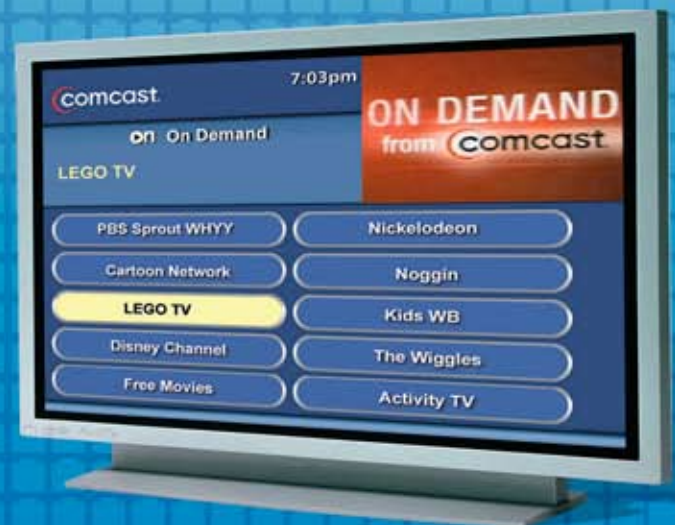 comcast.
7:03pm
on On Demand
LEGO TV
ON DEMAND
from comcast.
PBS Sprout WHYY
Nickelodeon
Cartoon Network
Noggin
LEGO TV
Kids WB
Disney Channel
The Wiggles
Free Movies
Activity TV